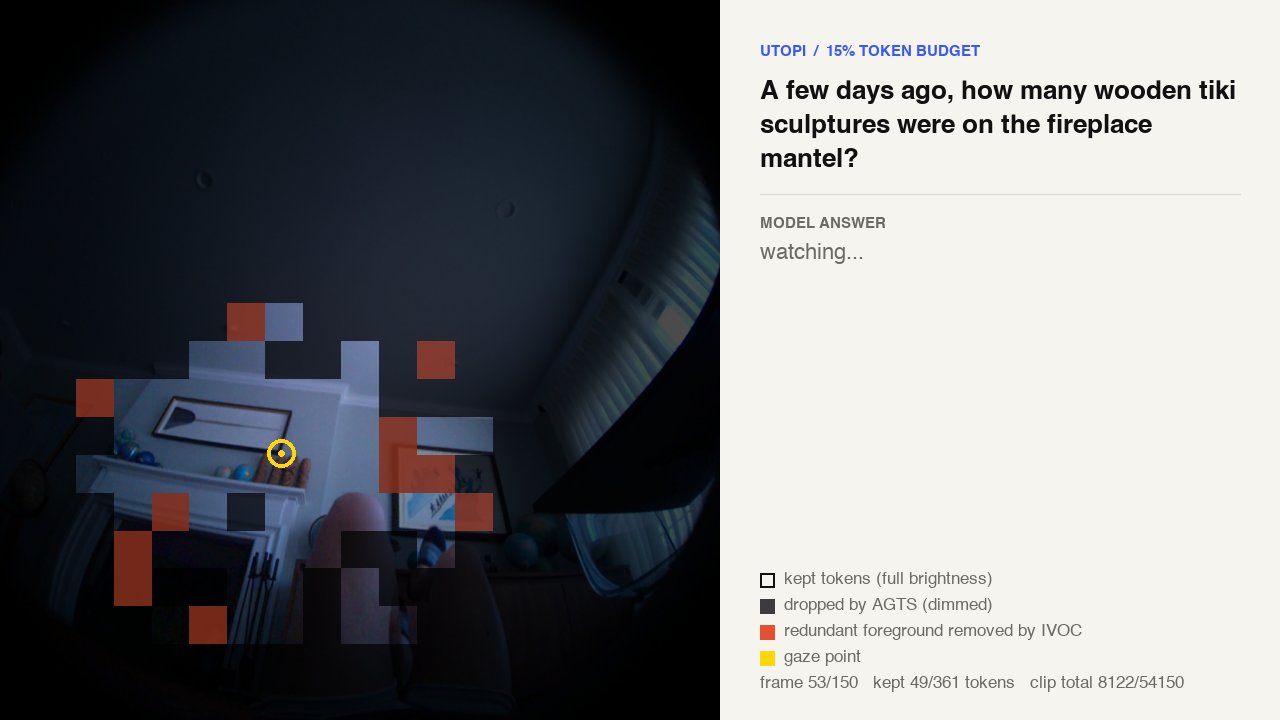 UTOPI / 15% TOKEN BUDGET
A few days ago, how many wooden tiki
sculptures were on the fireplace
mantel?
MODEL ANSWER
watching...
kept tokens (full brightness)
dropped by AGTS (dimmed)
redundant foreground removed by IVOC
gaze point
frame 53/150 kept 49/361 tokens clip total 8122/54150